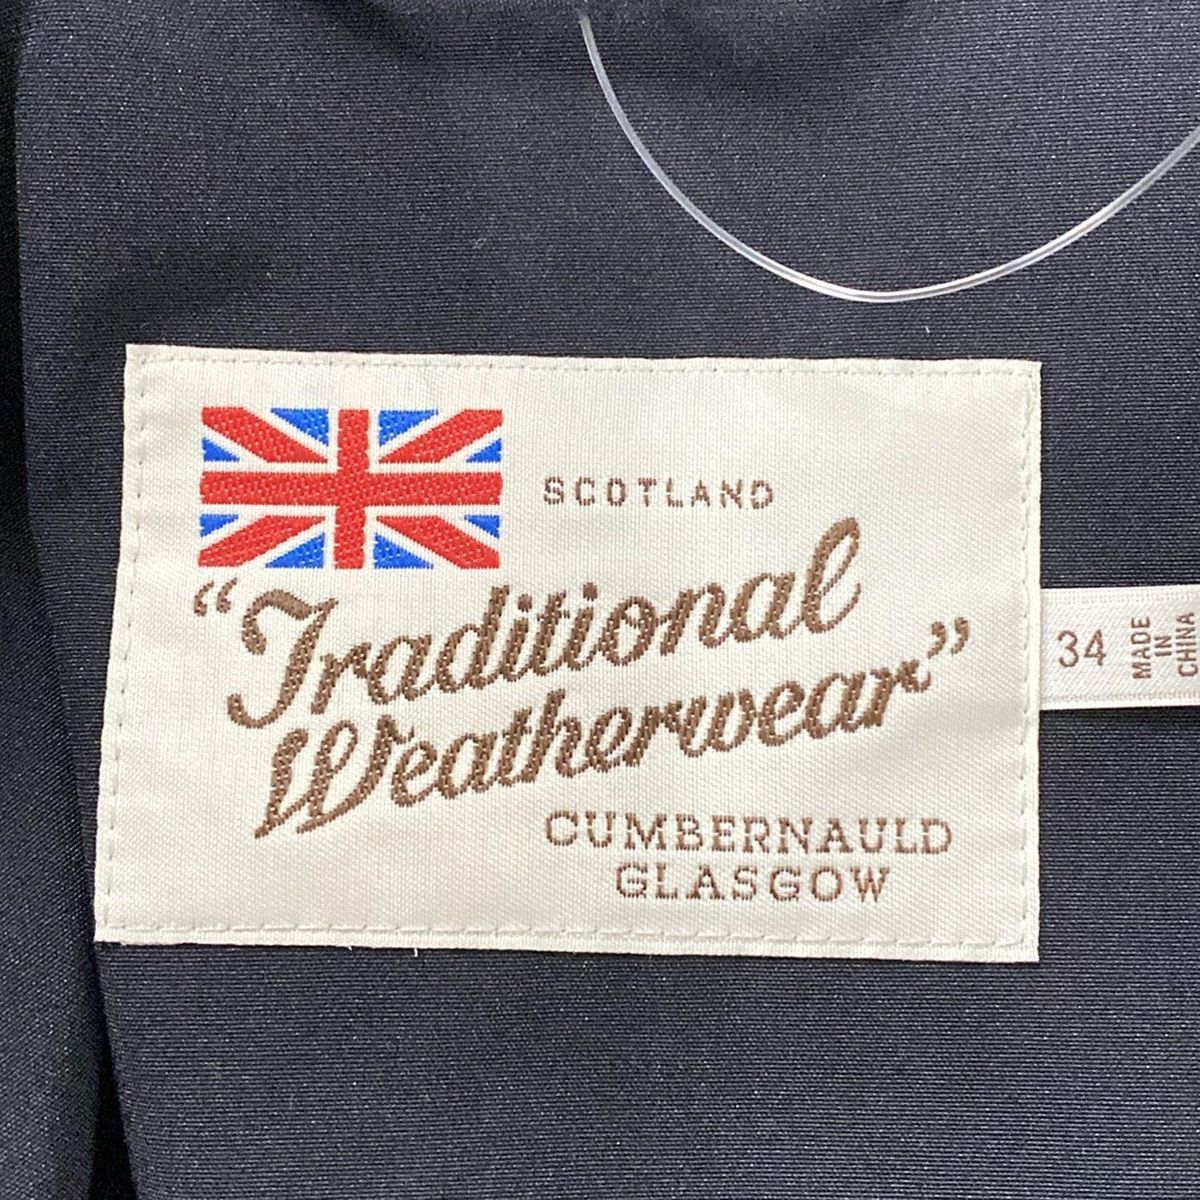 SCOTLAND
"Traditional
Weatherwear"
CUMBERNAULD
GLASGOW
34
MADE
IN
CHINA